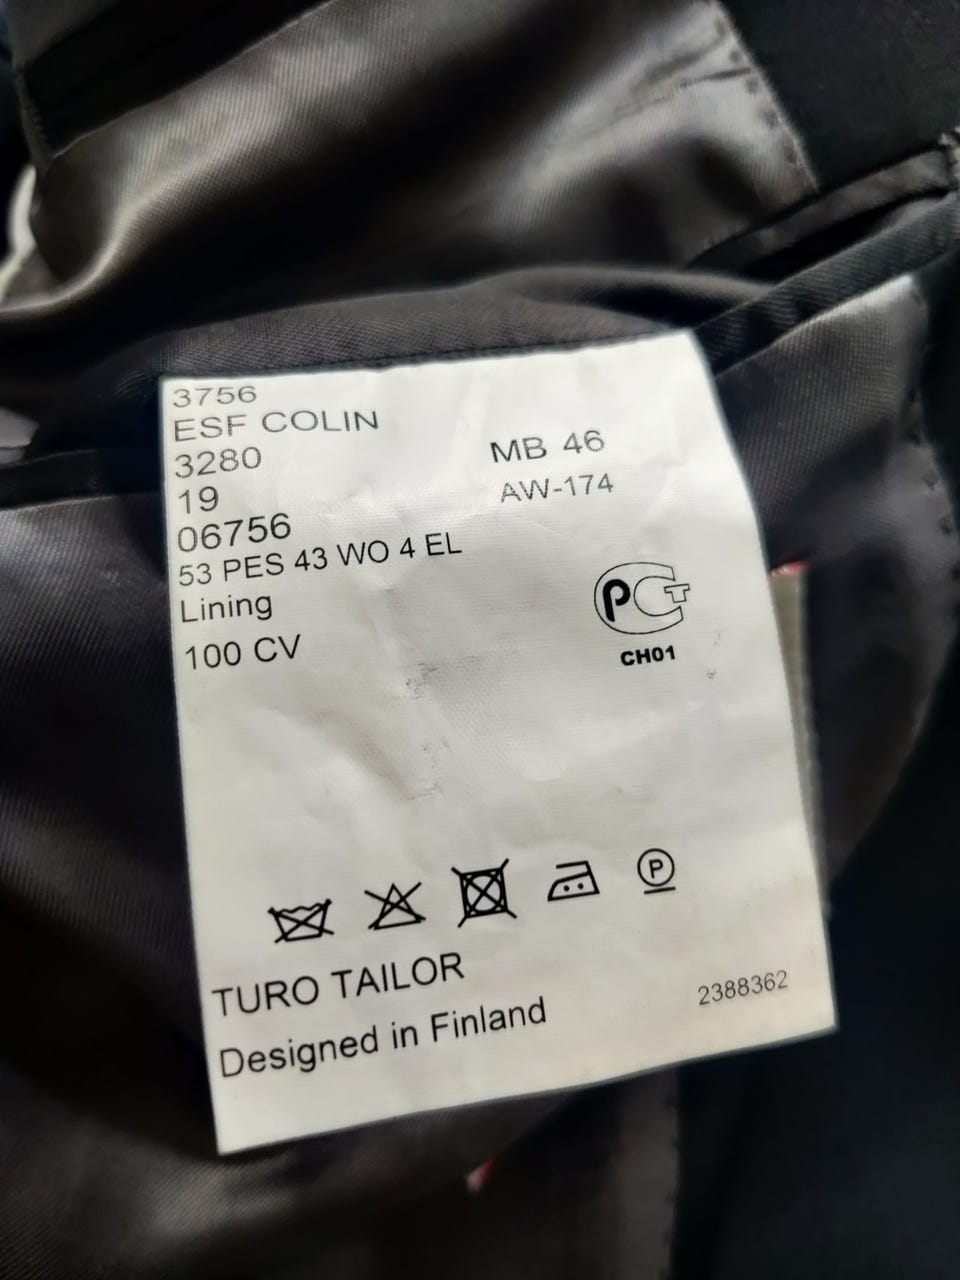 3756
ESF COLIN
3280
19
06756
53 PES 43 WO 4 EL
Lining
100 CV
MB 46
AW-174
PCT
CH01
P
TURO TAILOR
Designed in Finland
2388362